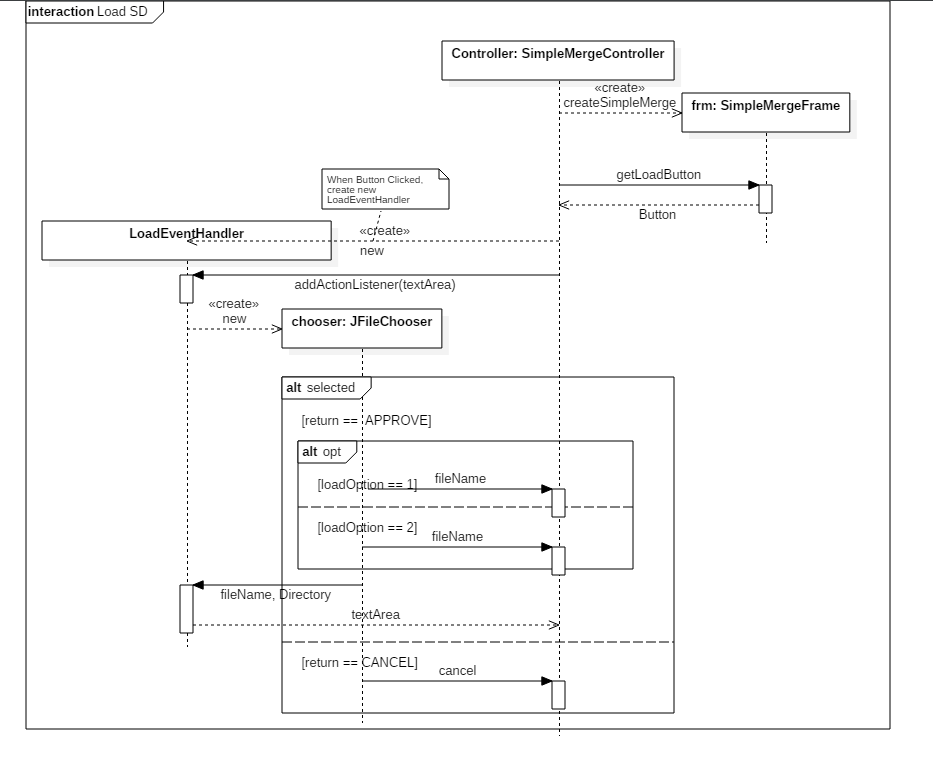 interaction Load SD
Controller: SimpleMergeController
«create»
createSimpleMerge
frm: SimpleMergeFrame
getLoadButton
Button
When Button Clicked,
create new
LoadEventHandler
LoadEventHandler
«create»
new
addActionListener(textArea)
«create»
new
chooser: JFileChooser
alt selected
[return == APPROVE]
alt opt
[loadOption == 1]
fileName
[loadOption == 2]
fileName
fileName, Directory
textArea
[return == CANCEL]
cancel